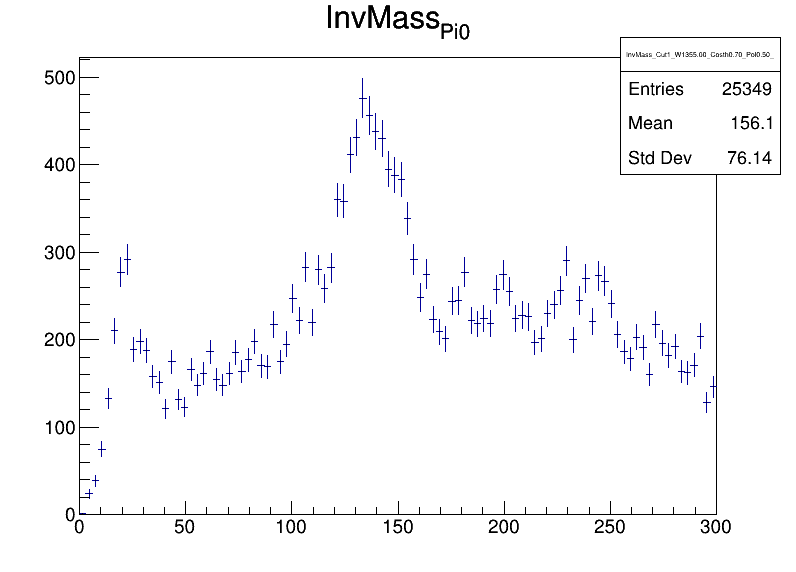 InvMass_Pi0
InvMass_Cut1_W1355.00_Costh0.70_Pol0.50_
Entries 25349
Mean 156.1
Std Dev 76.14
500
400
300
200
100
0
0 50 100 150 200 250 300